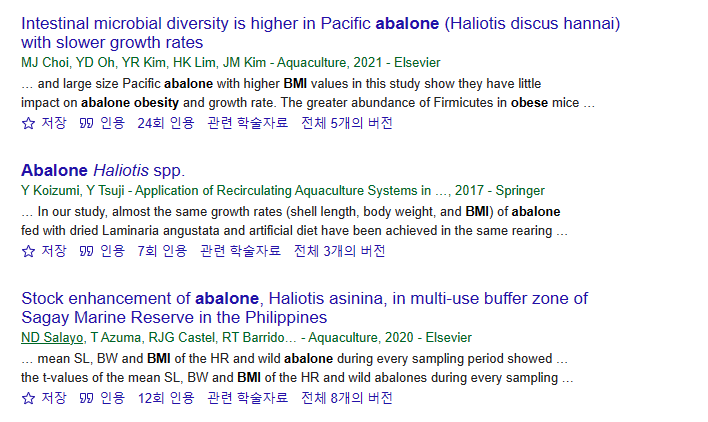 Intestinal microbial diversity is higher in Pacific abalone (Haliotis discus hannai)
with slower growth rates
MJ Choi, YD Oh, YR Kim, HK Lim, JM Kim - Aquaculture, 2021 - Elsevier
… and large size Pacific abalone with higher BMI values in this study show they have little
impact on abalone obesity and growth rate. The greater abundance of Firmicutes in obese mice …
저장 인용 24회 인용 관련 학술자료 전체 5개의 버전
Abalone Haliotis spp.
Y Koizumi, Y Tsuji - Application of Recirculating Aquaculture Systems in …, 2017 - Springer
… In our study, almost the same growth rates (shell length, body weight, and BMI) of abalone
fed with dried Laminaria angustata and artificial diet have been achieved in the same rearing …
저장 인용 7회 인용 관련 학술자료 전체 3개의 버전
Stock enhancement of abalone, Haliotis asinina, in multi-use buffer zone of
Sagay Marine Reserve in the Philippines
ND Salayo, T Azuma, RJG Castel, RT Barrido… - Aquaculture, 2020 - Elsevier
… mean SL, BW and BMI of the HR and wild abalone during every sampling period showed …
the t-values of the mean SL, BW and BMI of the HR and wild abalones during every sampling …
저장 인용 12회 인용 관련 학술자료 전체 8개의 버전